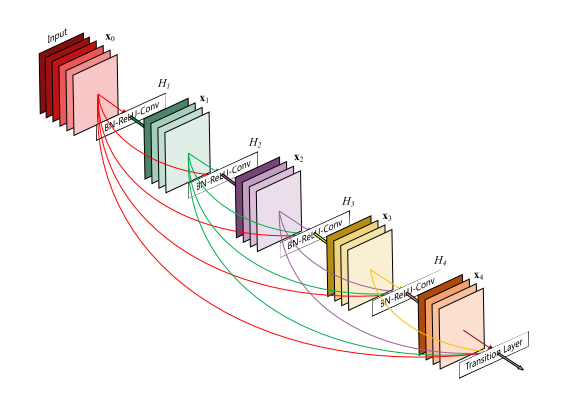 Input
x0
H1
BN-ReLU-Conv
x1
H2
BN-ReLU-Conv
x2
H3
BN-ReLU-Conv
x3
H4
BN-ReLU-Conv
x4
Transition Layer